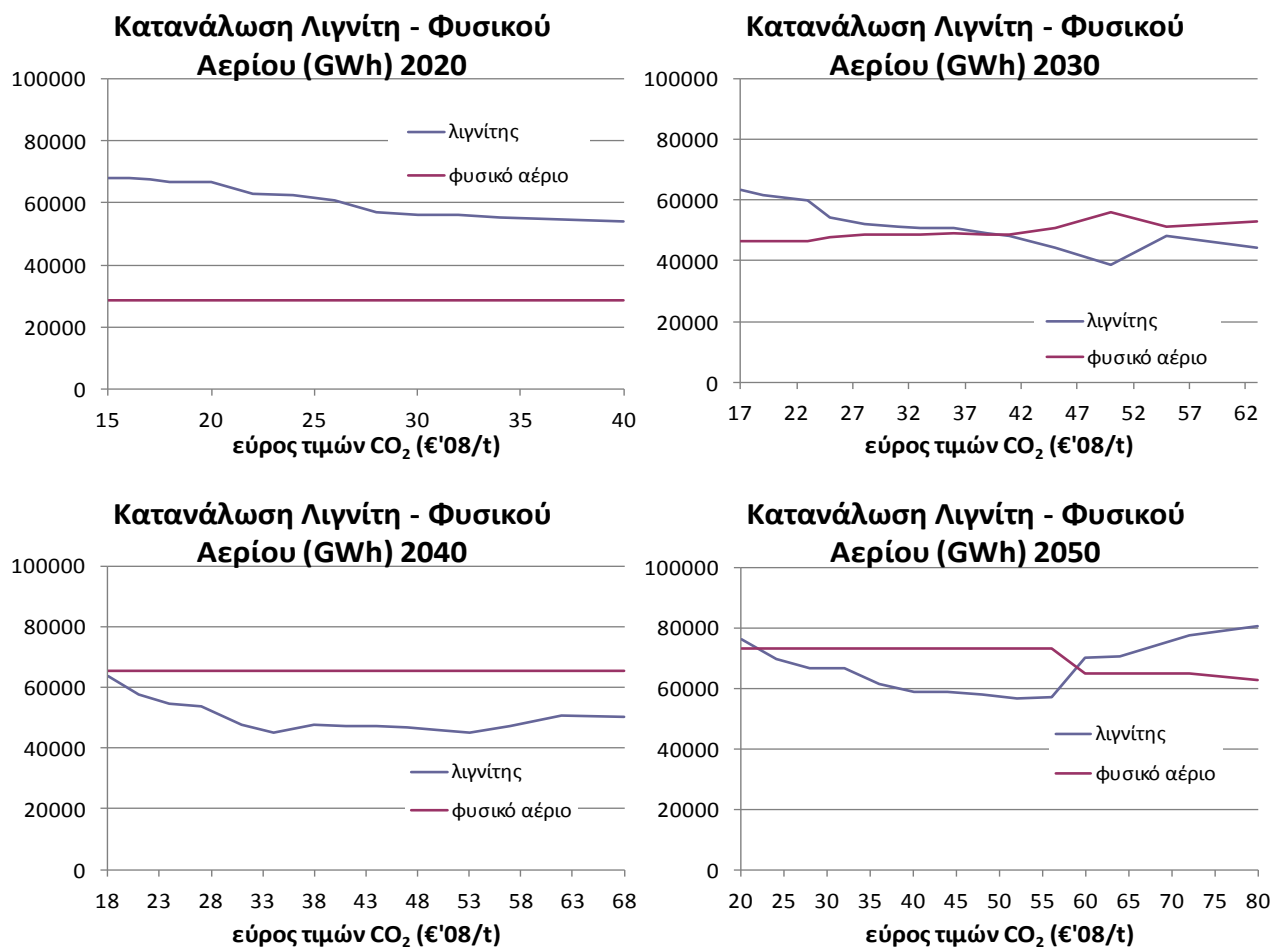 Κατανάλωση Λιγνίτη - Φυσικού
Αερίου (GWh) 2020
100000
80000
60000
40000
20000
0
λιγνίτης
φυσικό αέριο
15 20 25 30 35 40
εύρος τιμών CO₂ (€'08/t)
Κατανάλωση Λιγνίτη - Φυσικού
Αερίου (GWh) 2030
100000
80000
60000
40000
20000
0
λιγνίτης
φυσικό αέριο
17 22 27 32 37 42 47 52 57 62
εύρος τιμών CO₂ (€'08/t)
Κατανάλωση Λιγνίτη - Φυσικού
Αερίου (GWh) 2040
100000
80000
60000
40000
20000
0
λιγνίτης
φυσικό αέριο
18 23 28 33 38 43 48 53 58 63 68
εύρος τιμών CO₂ (€'08/t)
Κατανάλωση Λιγνίτη - Φυσικού
Αερίου (GWh) 2050
100000
80000
60000
40000
20000
0
λιγνίτης
φυσικό αέριο
20 25 30 35 40 45 50 55 60 65 70 75 80
εύρος τιμών CO₂ (€'08/t)